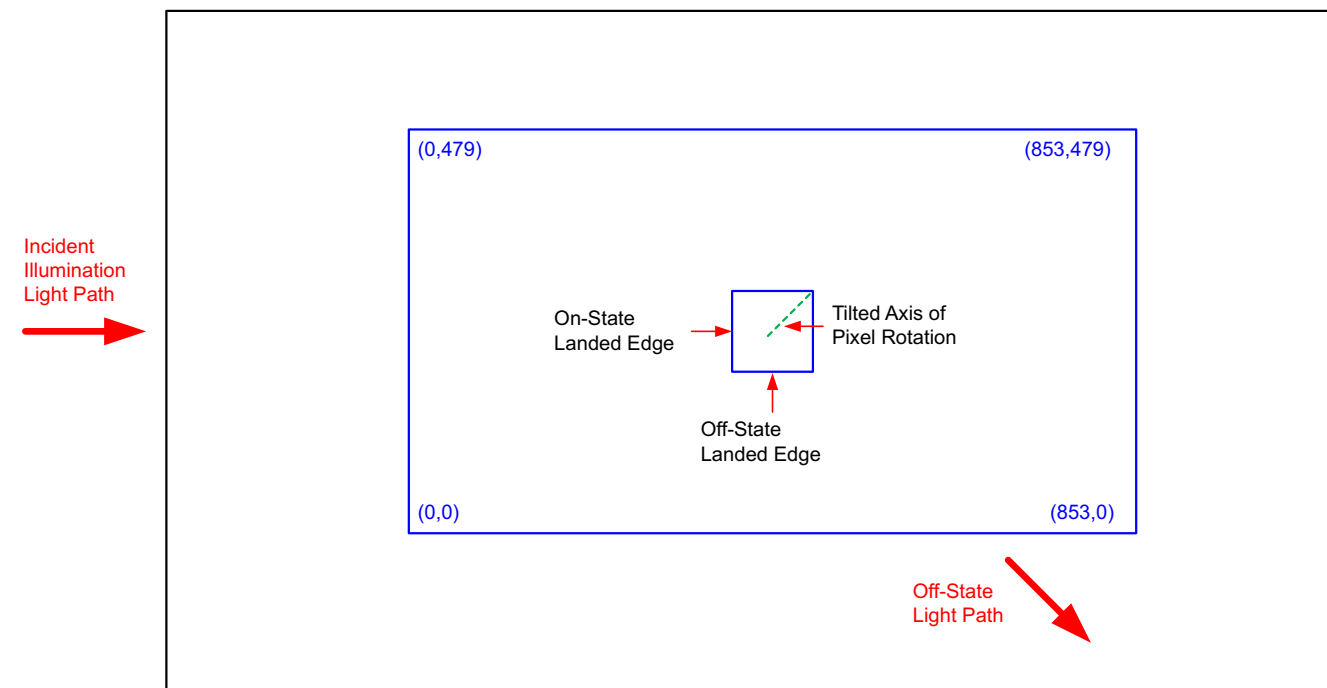 (0,479)
(853,479)
Incident
Illumination
Light Path
On-State
Landed Edge
Tilted Axis of
Pixel Rotation
Off-State
Landed Edge
(0,0)
(853,0)
Off-State
Light Path